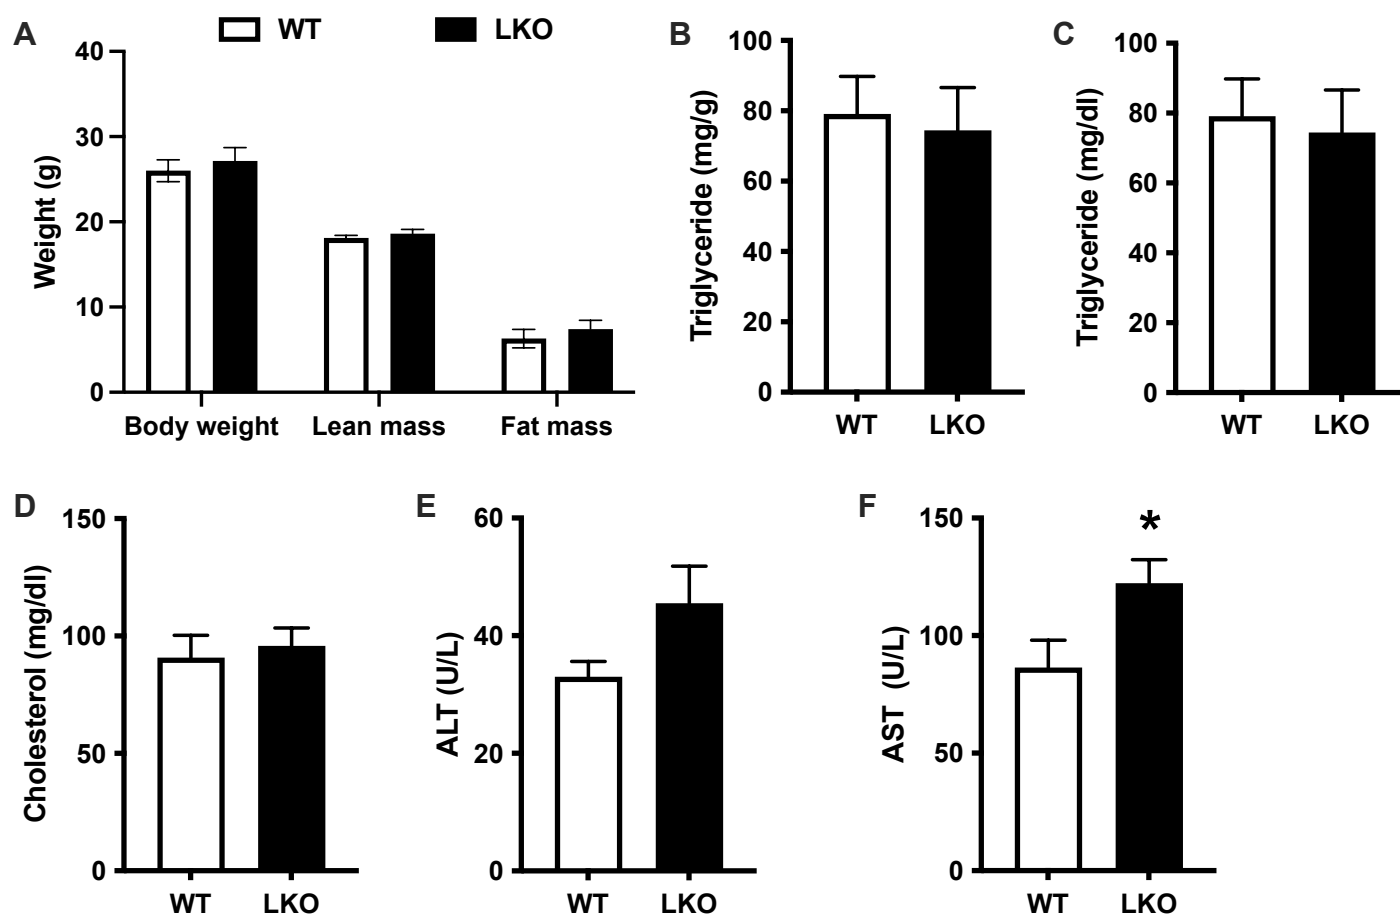 A
WT
LKO
Weight (g)
40
30
20
10
0
Body weight
Lean mass
Fat mass
B
Triglyceride (mg/g)
100
80
60
40
20
0
WT
LKO
C
Triglyceride (mg/dl)
100
80
60
40
20
0
WT
LKO
D
Cholesterol (mg/dl)
150
100
50
0
WT
LKO
E
ALT (U/L)
60
40
20
0
WT
LKO
F
AST (U/L)
150
100
50
0
*
WT
LKO